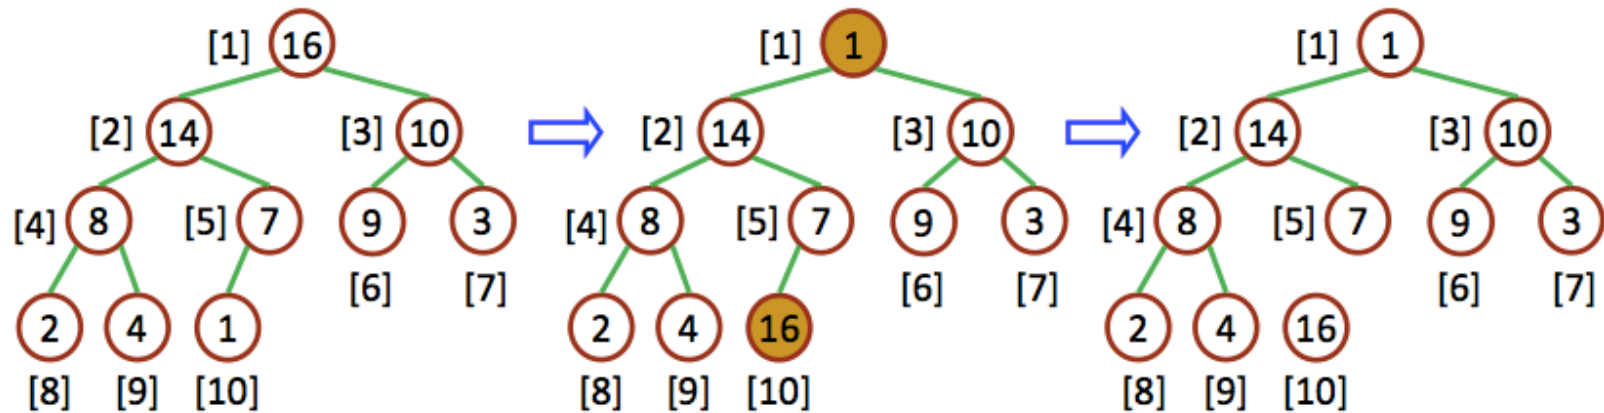 [1] 16 [1] 1 [1] 1
[2] 14 [3] 10 [2] 14 [3] 10 [2] 14 [3] 10
[4] 8 [5] 7 9 3 [4] 8 [5] 7 9 3 [4] 8 [5] 7 9 3
[6] [7] [6] [7] [6] [7]
2 4 1 2 4 16 2 4 16
[8] [9] [10] [8] [9] [10] [8] [9] [10]